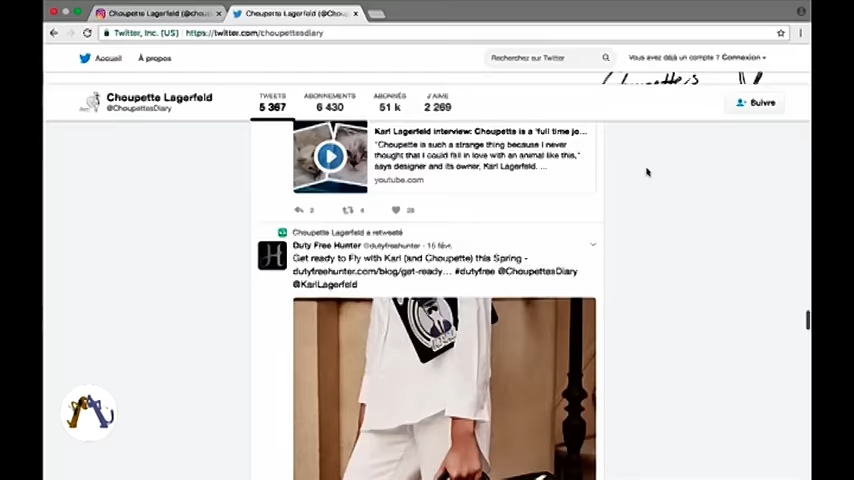 Choupette Lagerfeld (@chou
Choupette Lagerfeld (@Choup
Twitter, Inc. [US] https://twitter.com/choupettesdiary
Accueil À propos
Recherchez sur Twitter
Vous avez déjà un compte ? Connexion
Choupette's
Choupette Lagerfeld
@ChoupettesDiary
TWEETS ABONNEMENTS ABONNÉS J'AIME
5 367 6 430 51 k 2 269
Suivre
Karl Lagerfeld interview: Choupette is a 'full time jo...
"Choupette is such a strange thing because I never
thought that I could fall in love with an animal like this,"
says designer and its owner, Karl Lagerfeld. ...
youtube.com
2 4 28
Choupette Lagerfeld a retweeté
Duty Free Hunter @dutyfreehunter · 15 févr.
Get ready to Fly with Karl (and Choupette) this Spring -
dutyfreehunter.com/blog/get-ready... #dutyfree @ChoupettesDiary
@KarlLagerfeld